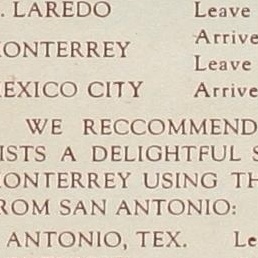 . LAREDO Leave
Arrive
ONTERREY Leave
EXICO CITY Arrive
WE RECCOMMEND
ISTS A DELIGHTFUL S
ONTERREY USING TH
ROM SAN ANTONIO:
ANTONIO, TEX. Le